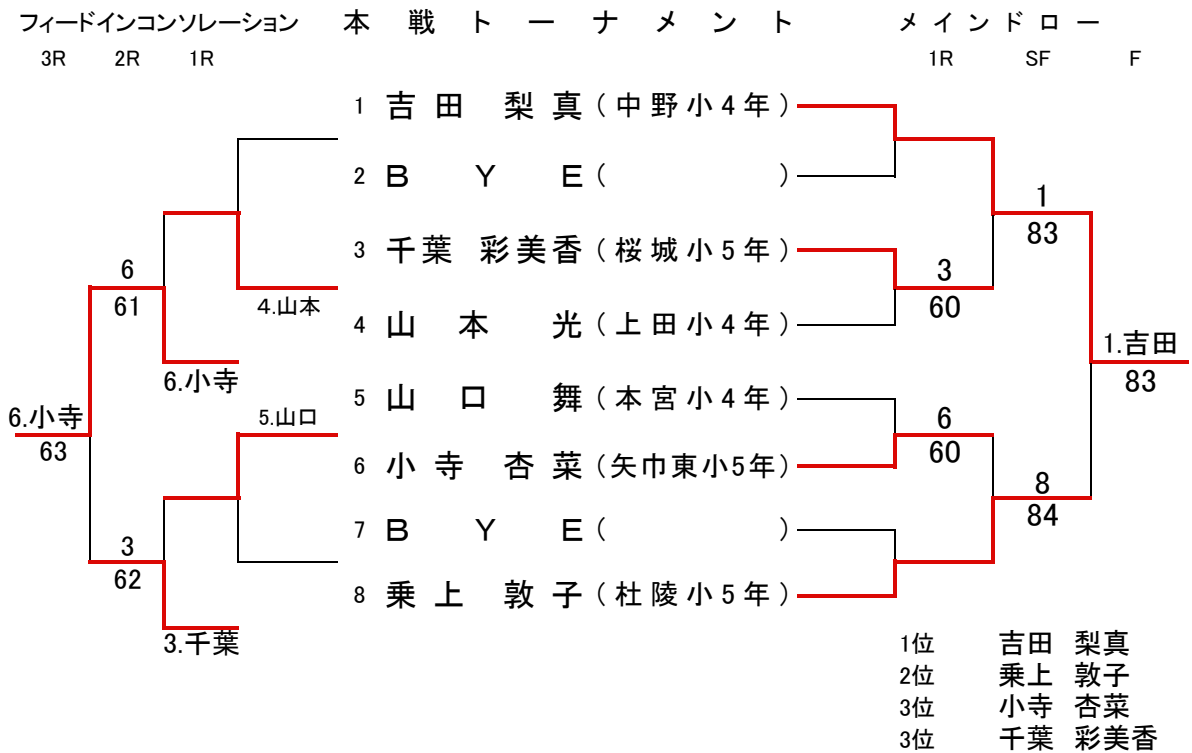 フィードインコンソレーション 本戦トーナメント メインドロー
3R 2R 1R 1R SF F
1 吉田 梨真 (中野小4年)
2 BYE ( )
1
83
3 千葉 彩美香 (桜城小5年)
6
61
3
60
4.山本
4 山本 光 (上田小4年)
1.吉田
83
6.小寺
5 山口 舞 (本宮小4年)
6.小寺
63
5.山口
6
60
6 小寺 杏菜 (矢巾東小5年)
8
84
7 BYE ( )
3
62
8 乗上 敦子 (杜陵小5年)
3.千葉
1位 吉田 梨真
2位 乗上 敦子
3位 小寺 杏菜
3位 千葉 彩美香